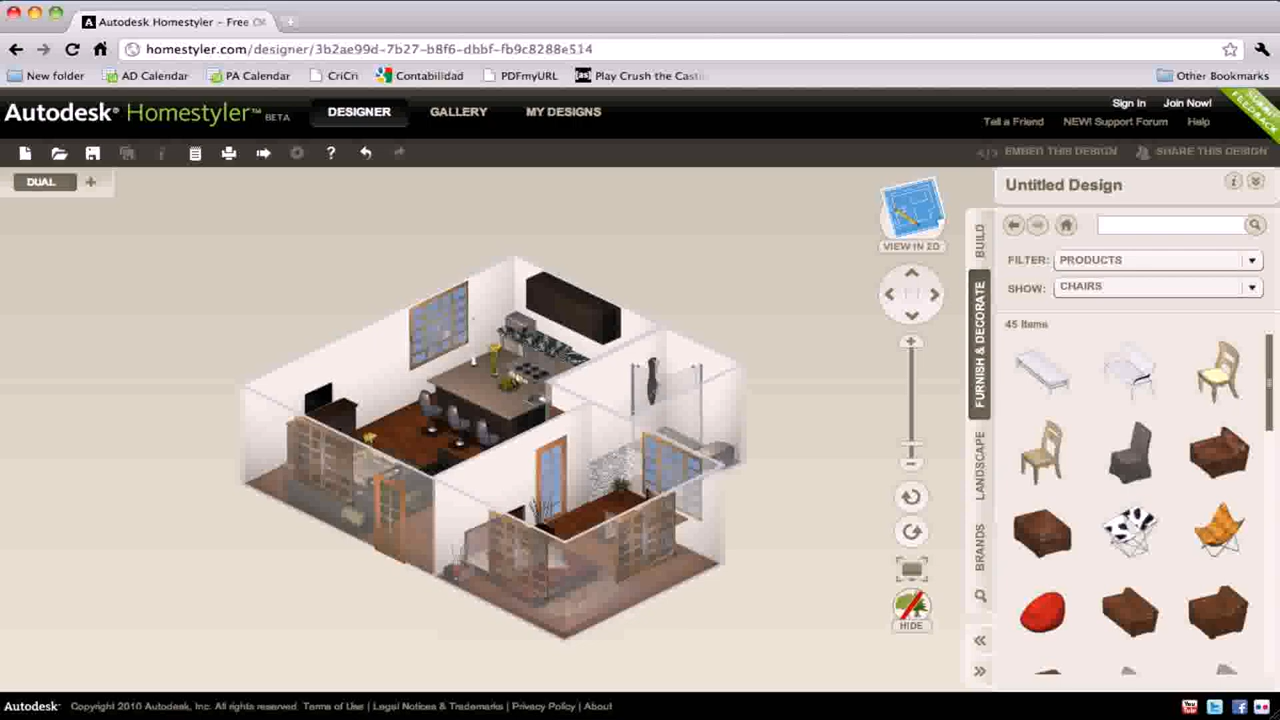 Autodesk Homestyler – Free
homestyler.com/designer/3b2ae99d-7b27-b8f6-dbbf-fb9c8288e514
New folder AD Calendar PA Calendar CriCri Contabilidad PDFmyURL Play Crush the Castl Other Bookmarks
Autodesk® Homestyler™ BETA DESIGNER GALLERY MY DESIGNS Sign In Join Now!
Tell a Friend NEW! Support Forum Help
FEEDBACK
EMBED THIS DESIGN SHARE THIS DESIGN
DUAL +
Untitled Design
VIEW IN 2D
BUILD
FURNISH & DECORATE
LANDSCAPE
BRANDS
FILTER: PRODUCTS
SHOW: CHAIRS
45 Items
HIDE
Autodesk® Copyright 2010 Autodesk, Inc. All rights reserved. Terms of Use | Legal Notices & Trademarks | Privacy Policy | About
You Tube